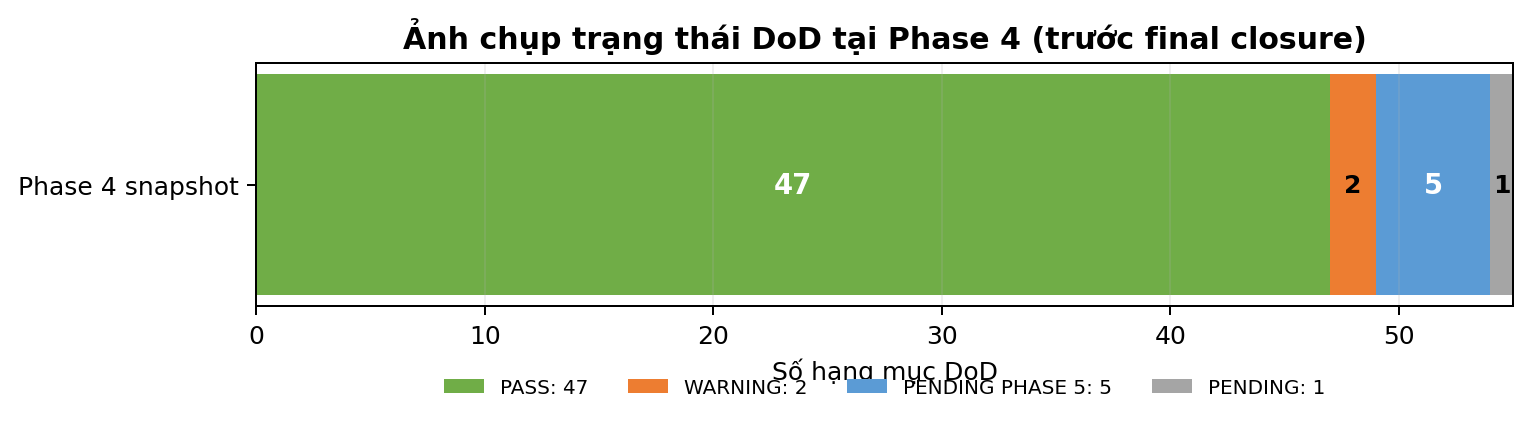 Ảnh chụp trạng thái DoD tại Phase 4 (trước final closure)
Phase 4 snapshot
47 2 5 1
0 10 20 30 40 50
Số hạng mục DoD
PASS: 47 WARNING: 2 PENDING PHASE 5: 5 PENDING: 1